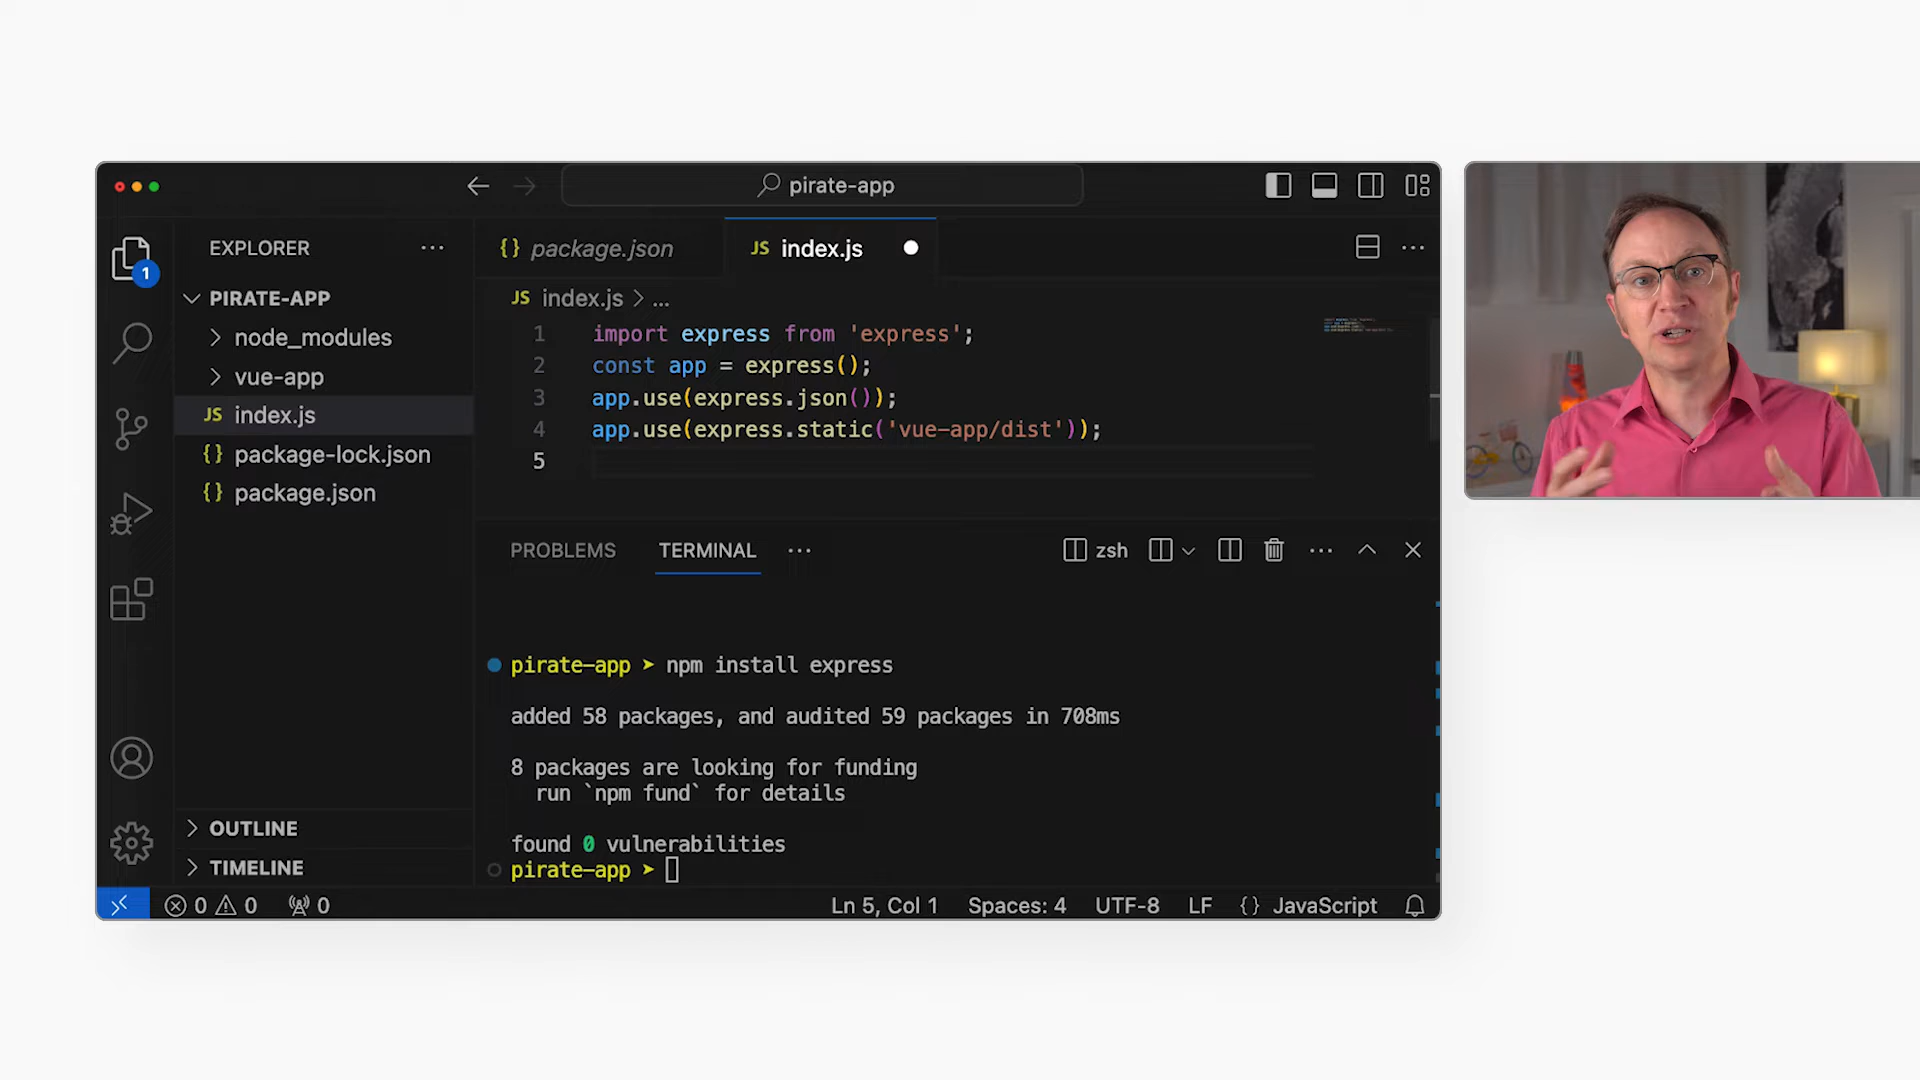 pirate-app
EXPLORER
{} package.json
JS index.js
1
PIRATE-APP
JS index.js > ...
node_modules
vue-app
JS index.js
{} package-lock.json
{} package.json
1 import express from 'express';
2 const app = express();
3 app.use(express.json());
4 app.use(express.static('vue-app/dist'));
5
PROBLEMS
TERMINAL
zsh
pirate-app ➤ npm install express
added 58 packages, and audited 59 packages in 708ms
8 packages are looking for funding
run `npm fund` for details
found 0 vulnerabilities
pirate-app ➤
OUTLINE
TIMELINE
0 0 0
Ln 5, Col 1
Spaces: 4
UTF-8
LF
{} JavaScript